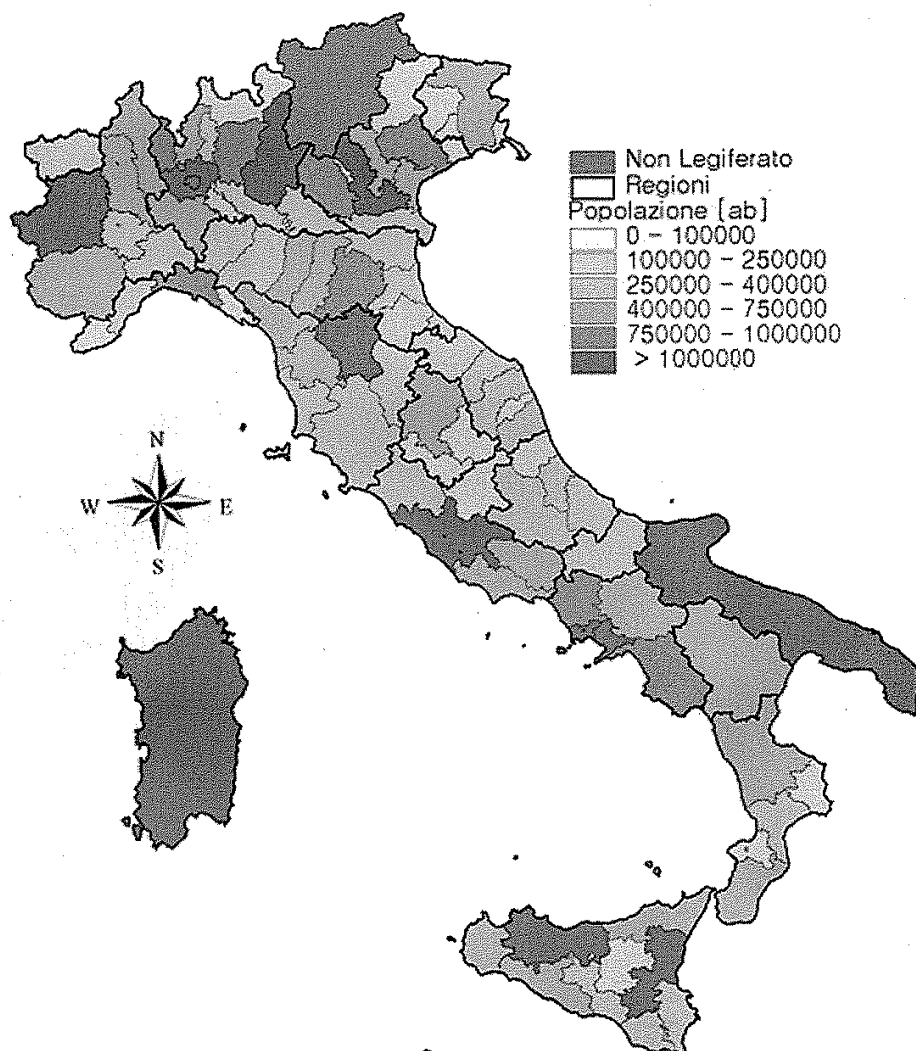 Non Legiferato
Regioni
Popolazione [ab]
0 - 100000
100000 - 250000
250000 - 400000
400000 - 750000
750000 - 1000000
> 1000000
N
W
E
S